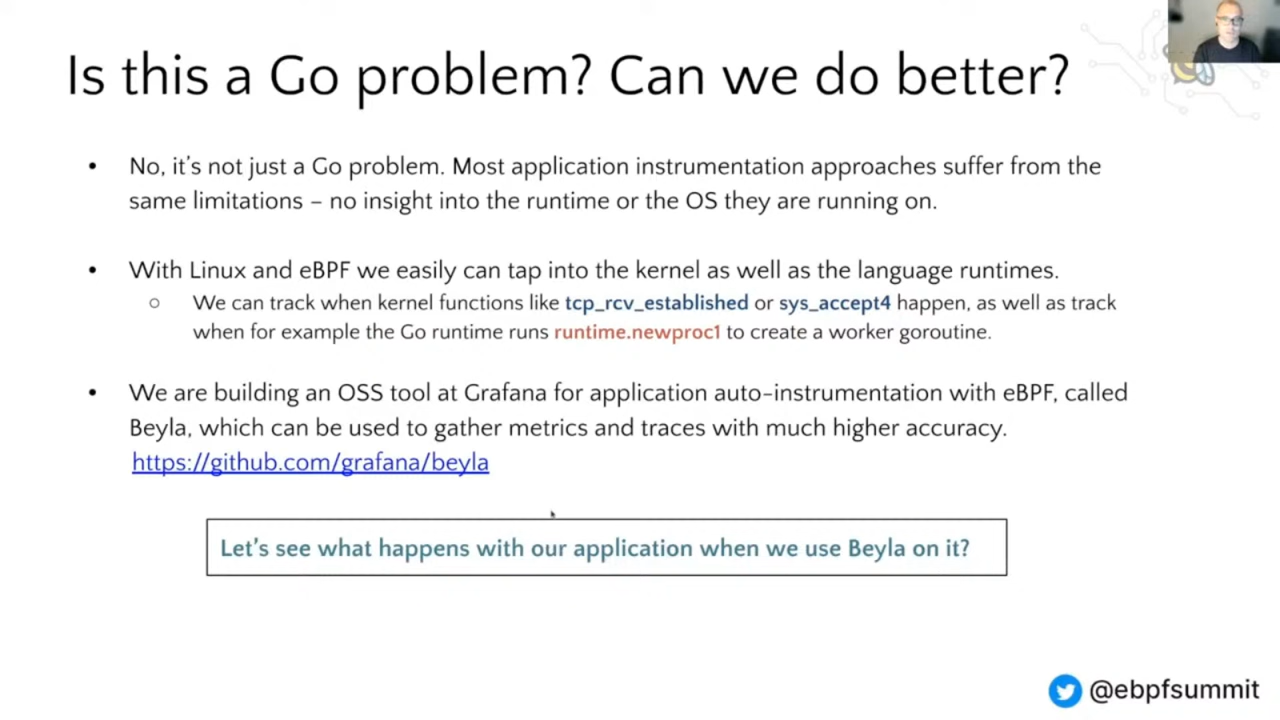 Is this a Go problem? Can we do better?
• No, it's not just a Go problem. Most application instrumentation approaches suffer from the
same limitations – no insight into the runtime or the OS they are running on.
• With Linux and eBPF we easily can tap into the kernel as well as the language runtimes.
○ We can track when kernel functions like tcp_rcv_established or sys_accept4 happen, as well as track
when for example the Go runtime runs runtime.newproc1 to create a worker goroutine.
• We are building an OSS tool at Grafana for application auto-instrumentation with eBPF, called
Beyla, which can be used to gather metrics and traces with much higher accuracy.
https://github.com/grafana/beyla
Let's see what happens with our application when we use Beyla on it?
@ebpfsummit